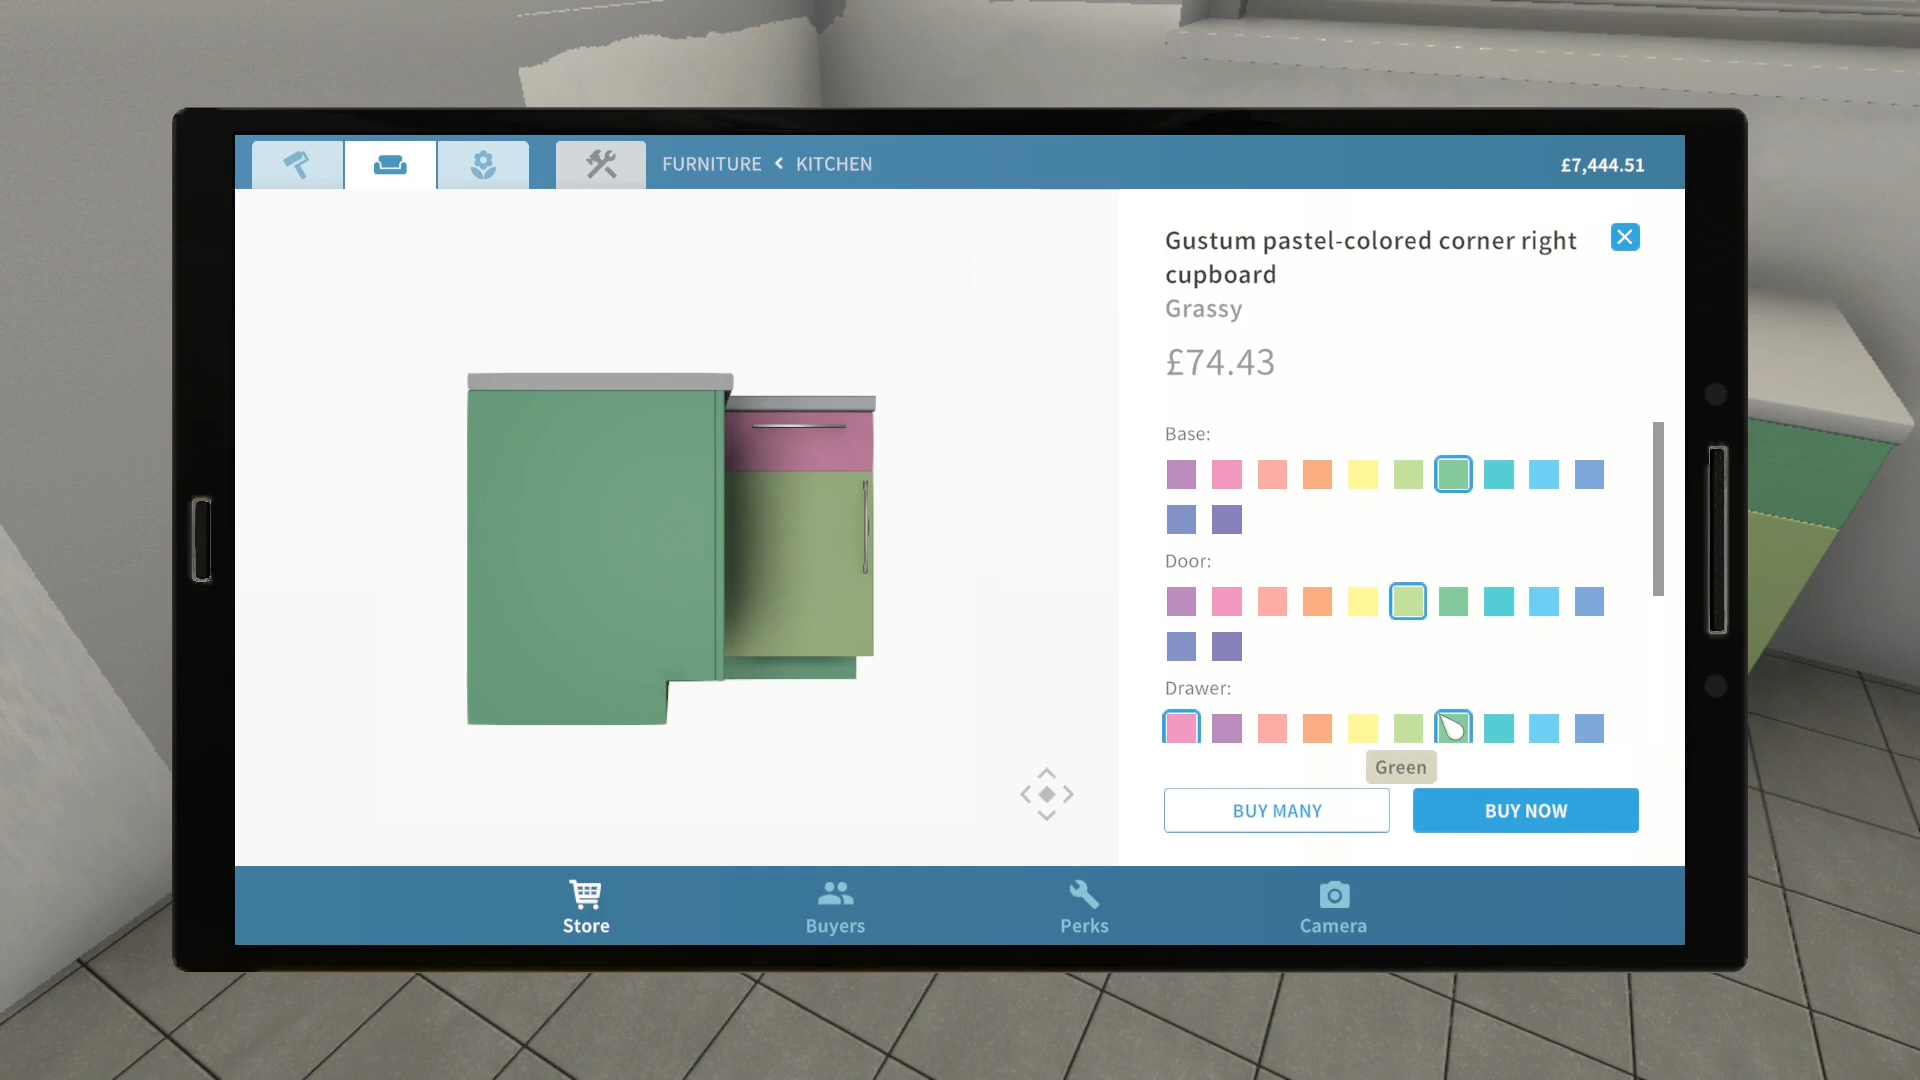 FURNITURE < KITCHEN
£7,444.51
Gustum pastel-colored corner right
cupboard
Grassy
£74.43
Base:
Door:
Drawer:
Green
BUY MANY
BUY NOW
Store
Buyers
Perks
Camera